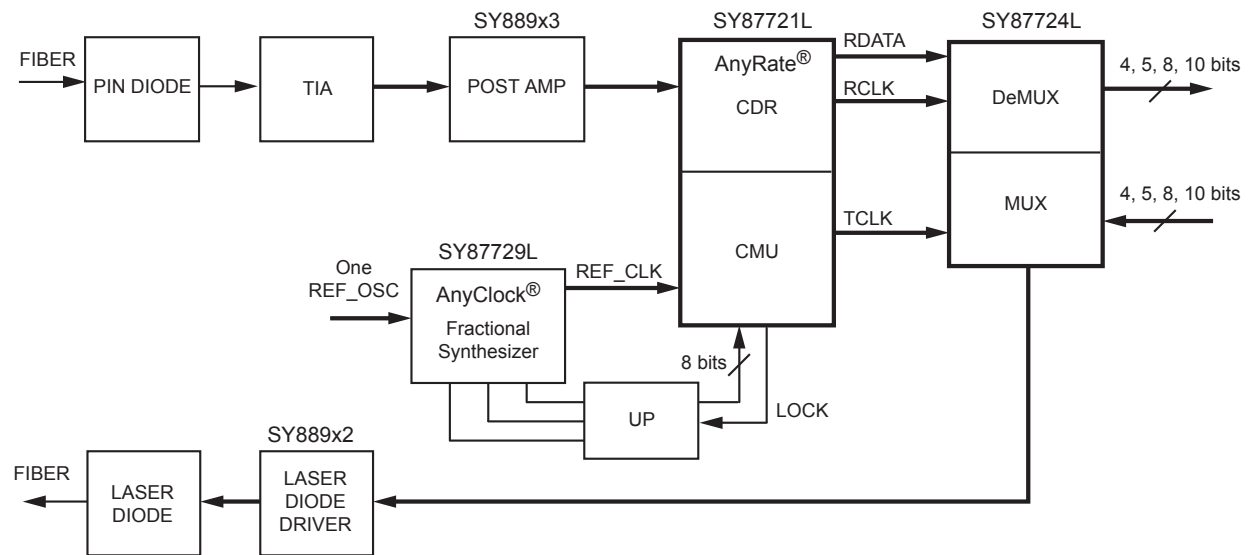 SY889x3
SY87721L
SY87724L
FIBER
PIN DIODE
TIA
POST AMP
AnyRate®
CDR
RDATA
RCLK
DeMUX
4, 5, 8, 10 bits
CMU
TCLK
MUX
4, 5, 8, 10 bits
SY87729L
One
REF_OSC
AnyClock®
Fractional
Synthesizer
REF_CLK
8 bits
UP
LOCK
SY889x2
FIBER
LASER
DIODE
LASER
DIODE
DRIVER